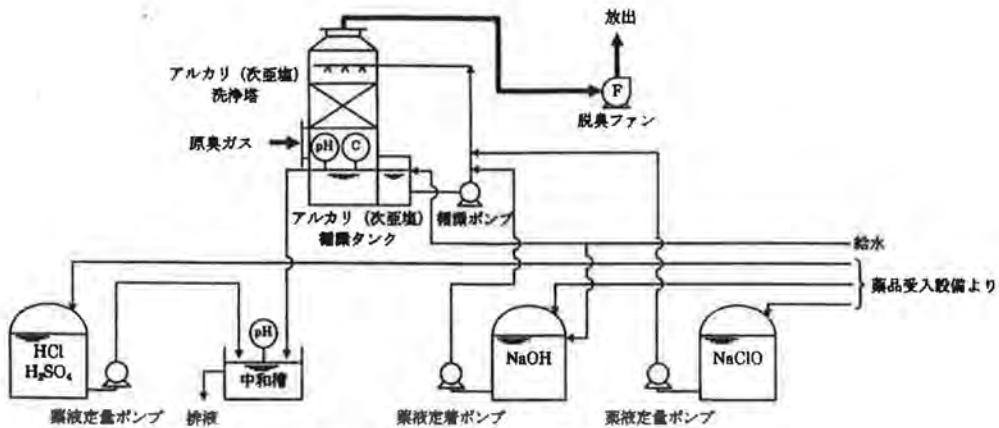 放出
アルカリ（次亜塩）
洗浄塔
F
脱臭ファン
原臭ガス
pH
C
アルカリ（次亜塩）
循環タンク
循環ポンプ
給水
薬品受入設備より
HCl
H₂SO₄
pH
中和槽
NaOH
NaClO
薬液定量ポンプ
排液
薬液定着ポンプ
薬液定量ポンプ